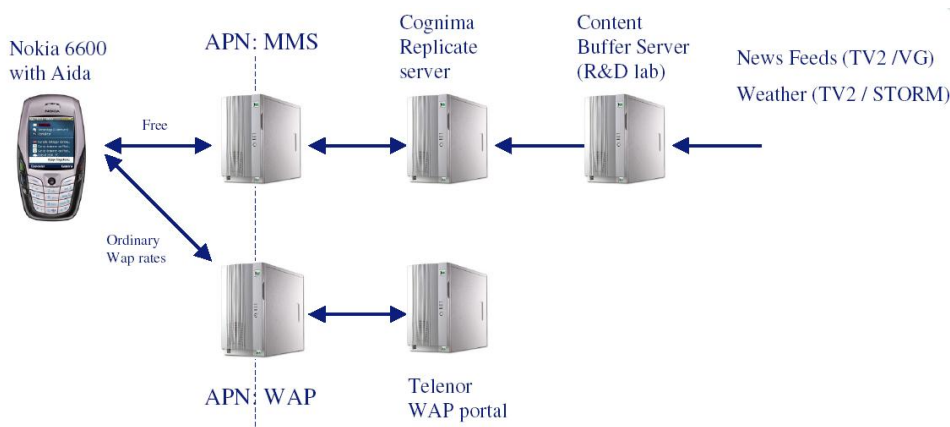 Nokia 6600
with Aida
APN: MMS
Cognima
Replicate
server
Content
Buffer Server
(R&D lab)
News Feeds (TV2 /VG)
Weather (TV2 / STORM)
Free
Ordinary
Wap rates
APN: WAP
Telenor
WAP portal